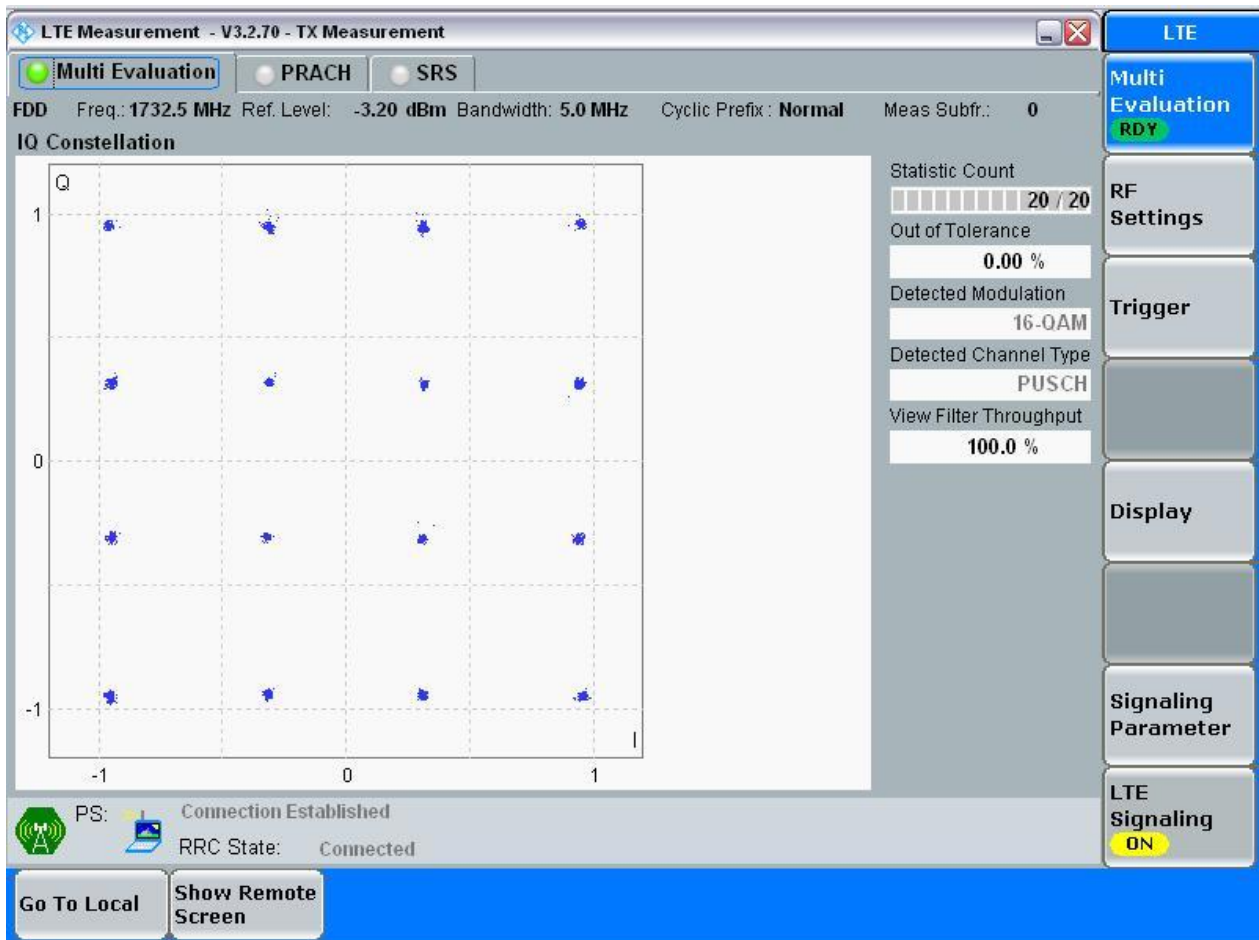 LTE Measurement - V3.2.70 - TX Measurement
LTE
Multi Evaluation PRACH SRS
FDD Freq.: 1732.5 MHz Ref. Level: -3.20 dBm Bandwidth: 5.0 MHz Cyclic Prefix : Normal Meas Subfr.: 0
IQ Constellation
Q
1
0
-1
I
-1 0 1
Statistic Count
20 / 20
Out of Tolerance
0.00 %
Detected Modulation
16-QAM
Detected Channel Type
PUSCH
View Filter Throughput
100.0 %
Multi
Evaluation
RDY
RF
Settings
Trigger
Display
Signaling
Parameter
LTE
Signaling
ON
PS: Connection Established
RRC State: Connected
Go To Local
Show Remote
Screen